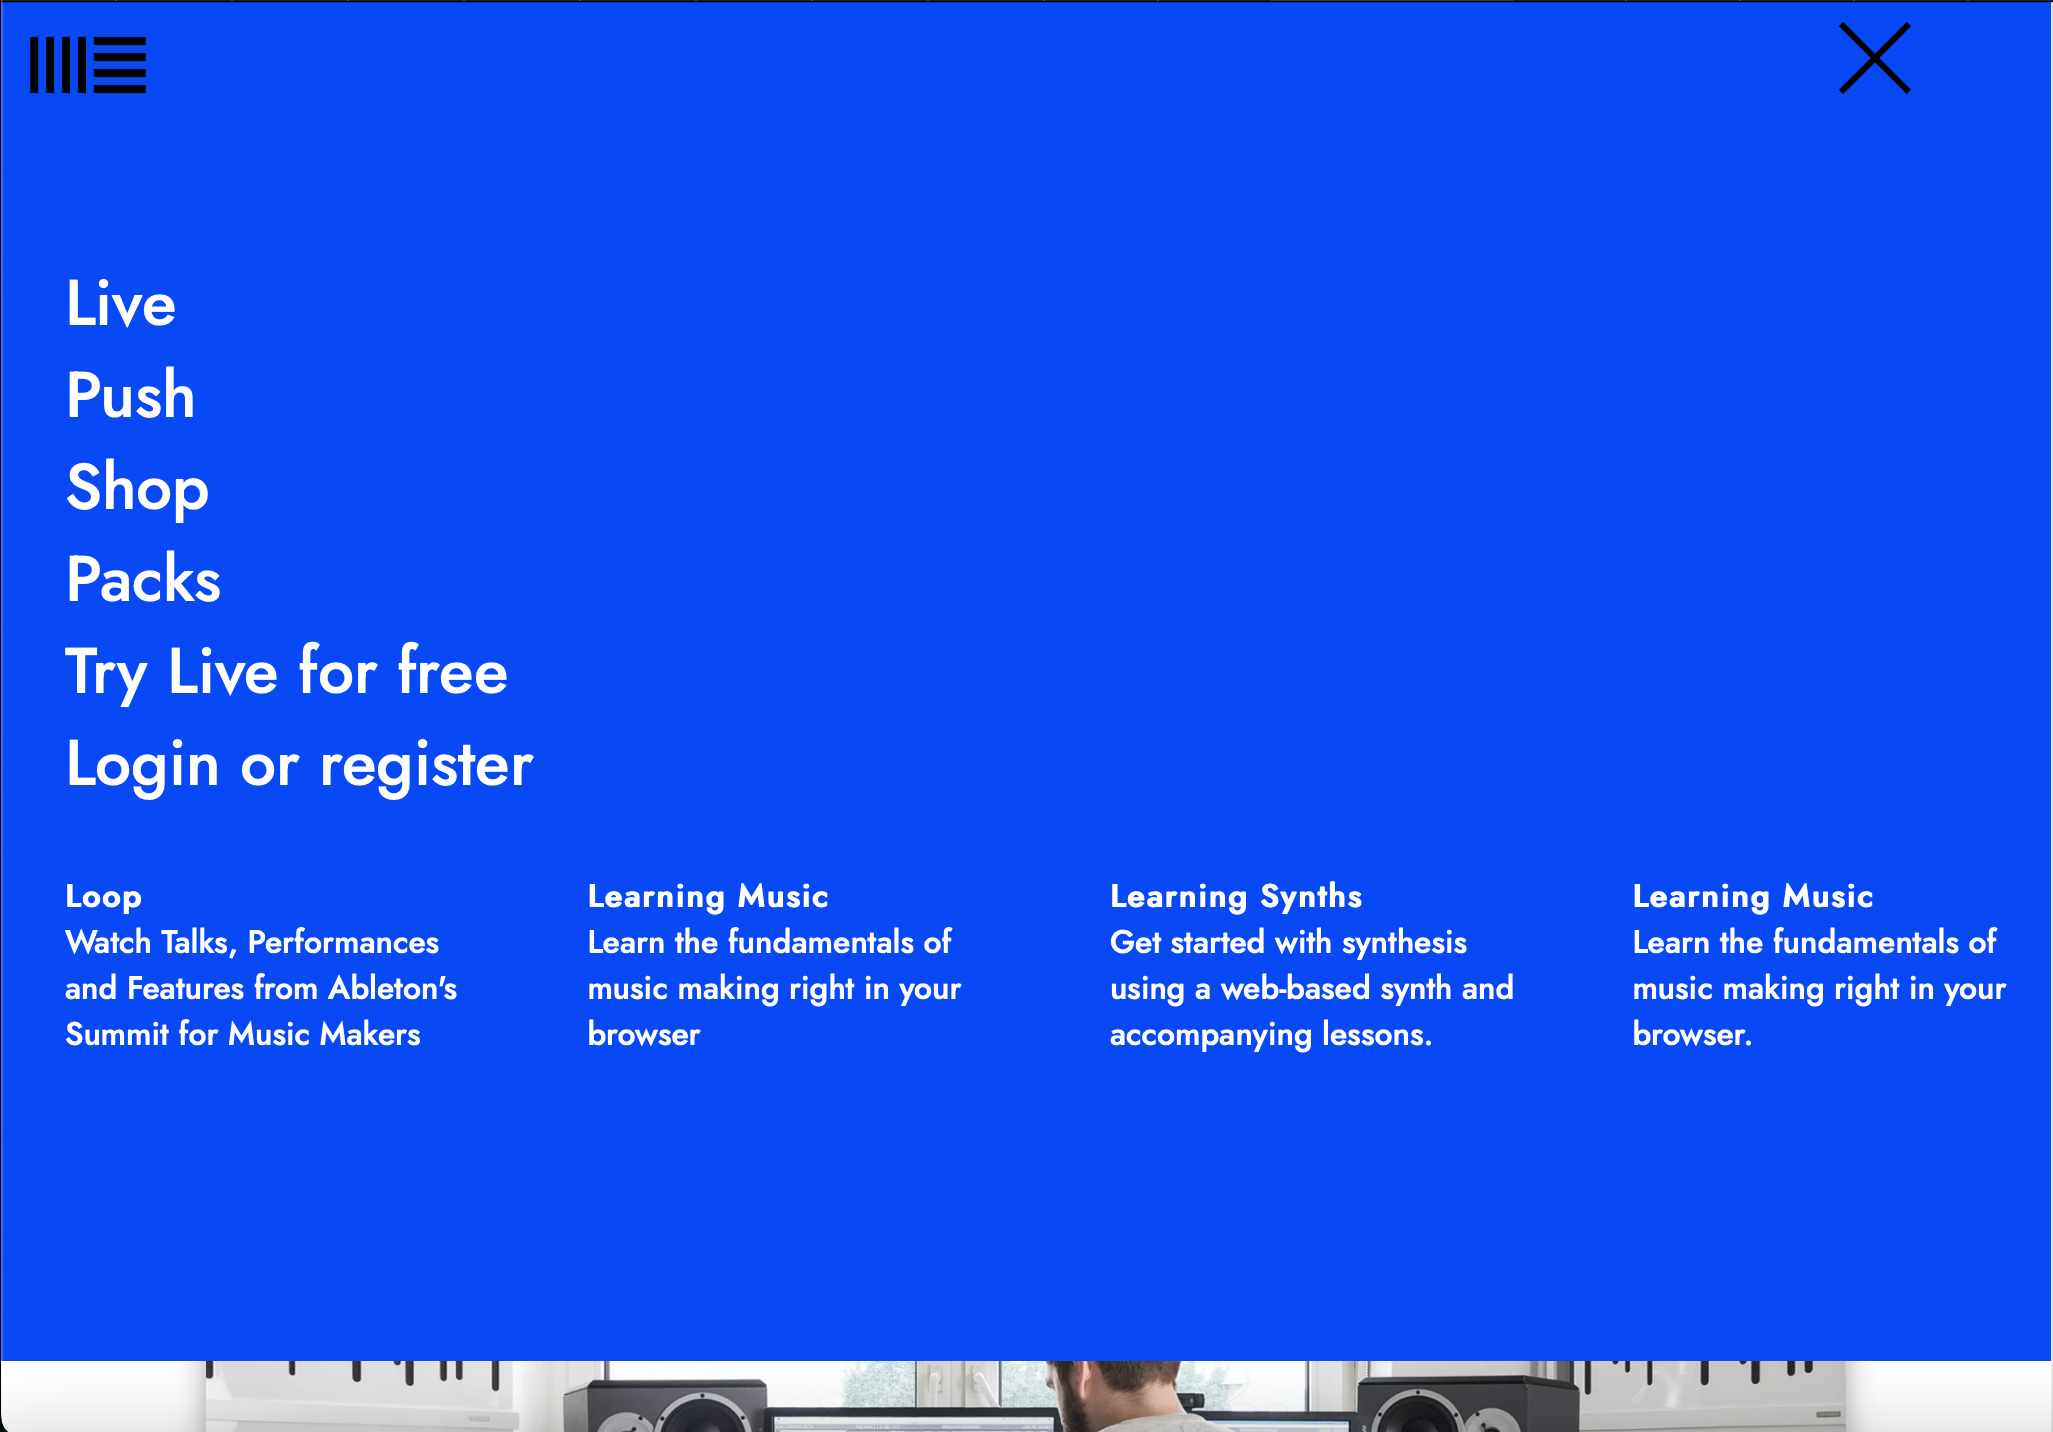 Live
Push
Shop
Packs
Try Live for free
Login or register
Loop
Watch Talks, Performances
and Features from Ableton's
Summit for Music Makers
Learning Music
Learn the fundamentals of
music making right in your
browser
Learning Synths
Get started with synthesis
using a web-based synth and
accompanying lessons.
Learning Music
Learn the fundamentals of
music making right in your
browser.